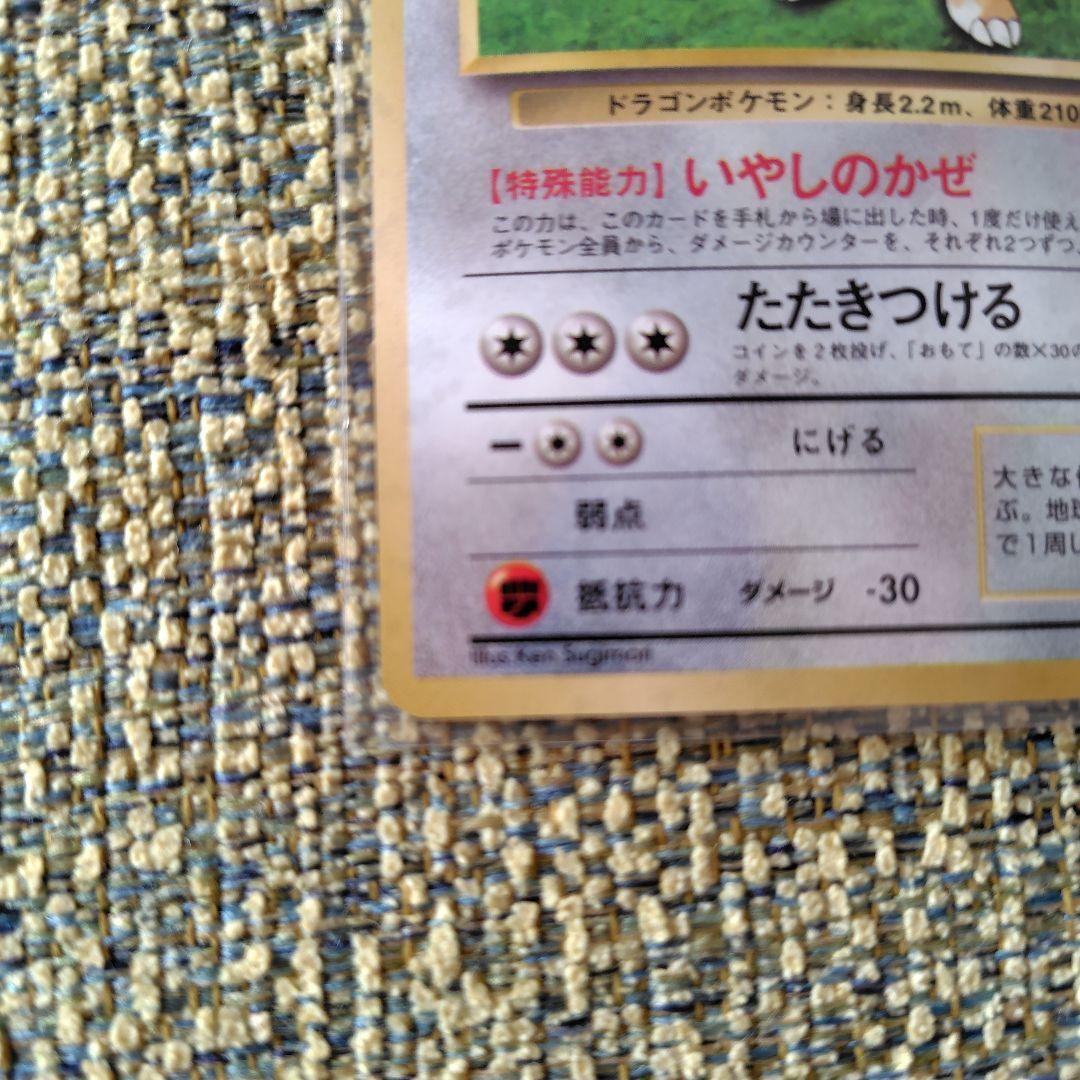 ドラゴンポケモン：身長2.2m、体重210
【特殊能力】いやしのかぜ
この力は、このカードを手札から場に出した時、1度だけ使え
ポケモン全員から、ダメージカウンターを、それぞれ2つずつ
たたきつける
コインを2枚投げ、「おもて」の数×30の
ダメージ。
にげる
大きな
弱点
ぶ。地球
で1周し
抵抗力 ダメージ -30
Illus. Ken Sugimori